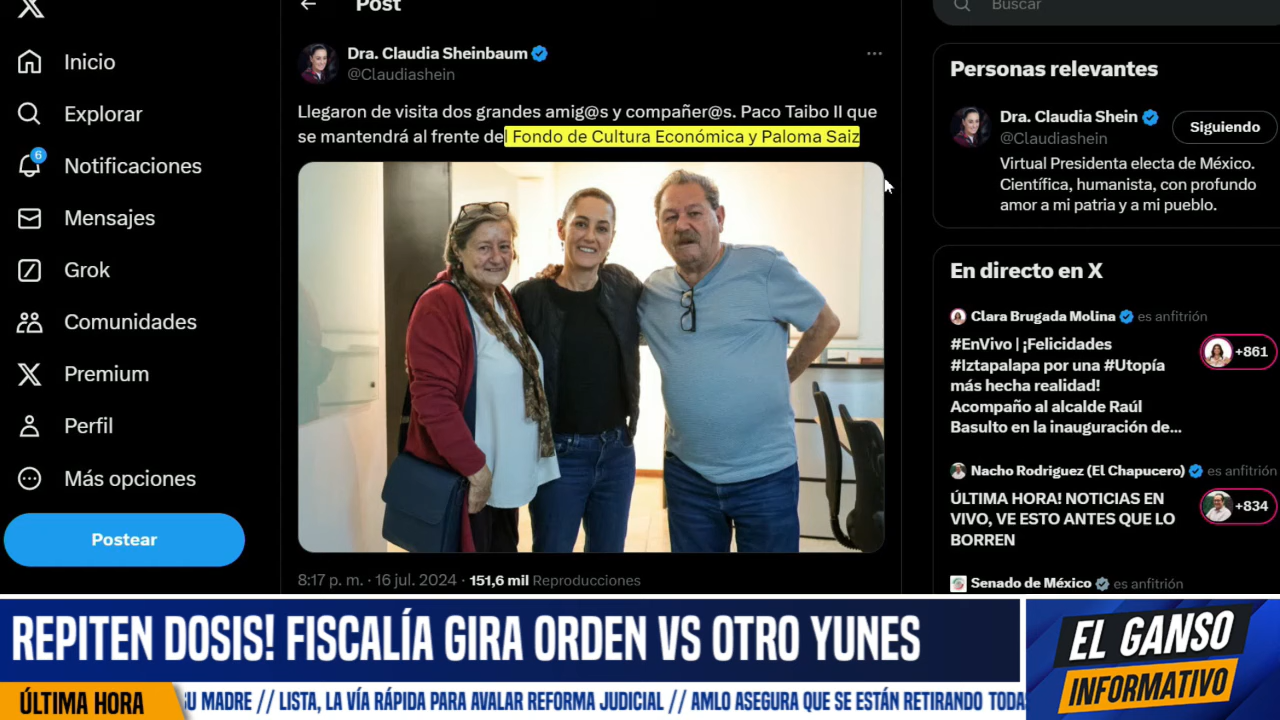 Inicio
Explorar
6
Notificaciones
Mensajes
Grok
Comunidades
Premium
Perfil
Más opciones
Postear
Post
Dra. Claudia Sheinbaum
@Claudiashein
Llegaron de visita dos grandes amig@s y compañer@s. Paco Taibo II que
se mantendrá al frente del Fondo de Cultura Económica y Paloma Saiz
8:17 p. m. · 16 jul. 2024 · 151,6 mil Reproducciones
Buscar
Personas relevantes
Dra. Claudia Shein
@Claudiashein
Siguiendo
Virtual Presidenta electa de México.
Científica, humanista, con profundo
amor a mi patria y a mi pueblo.
En directo en X
Clara Brugada Molina es anfitrión
#EnVivo | ¡Felicidades
#Iztapalapa por una #Utopía
más hecha realidad!
Acompaño al alcalde Raúl
Basulto en la inauguración de...
+861
Nacho Rodriguez (El Chapucero) es anfitrión
ÚLTIMA HORA! NOTICIAS EN
VIVO, VE ESTO ANTES QUE LO
BORREN
+834
Senado de México es anfitrión
REPITEN DOSIS! FISCALÍA GIRA ORDEN VS OTRO YUNES
EL GANSO
INFORMATIVO
ÚLTIMA HORA
SU MADRE // LISTA, LA VÍA RÁPIDA PARA AVALAR REFORMA JUDICIAL // AMLO ASEGURA QUE SE ESTÁN RETIRANDO TODA